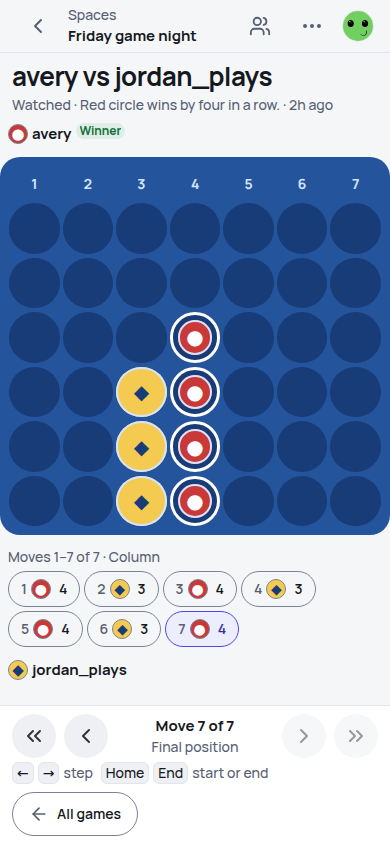 Spaces
Friday game night
avery vs jordan_plays
Watched · Red circle wins by four in a row. · 2h ago
avery Winner
1 2 3 4 5 6 7
Moves 1–7 of 7 · Column
1 4 2 3 3 4 4 3
5 4 6 3 7 4
jordan_plays
Move 7 of 7
Final position
← → step Home End start or end
← All games